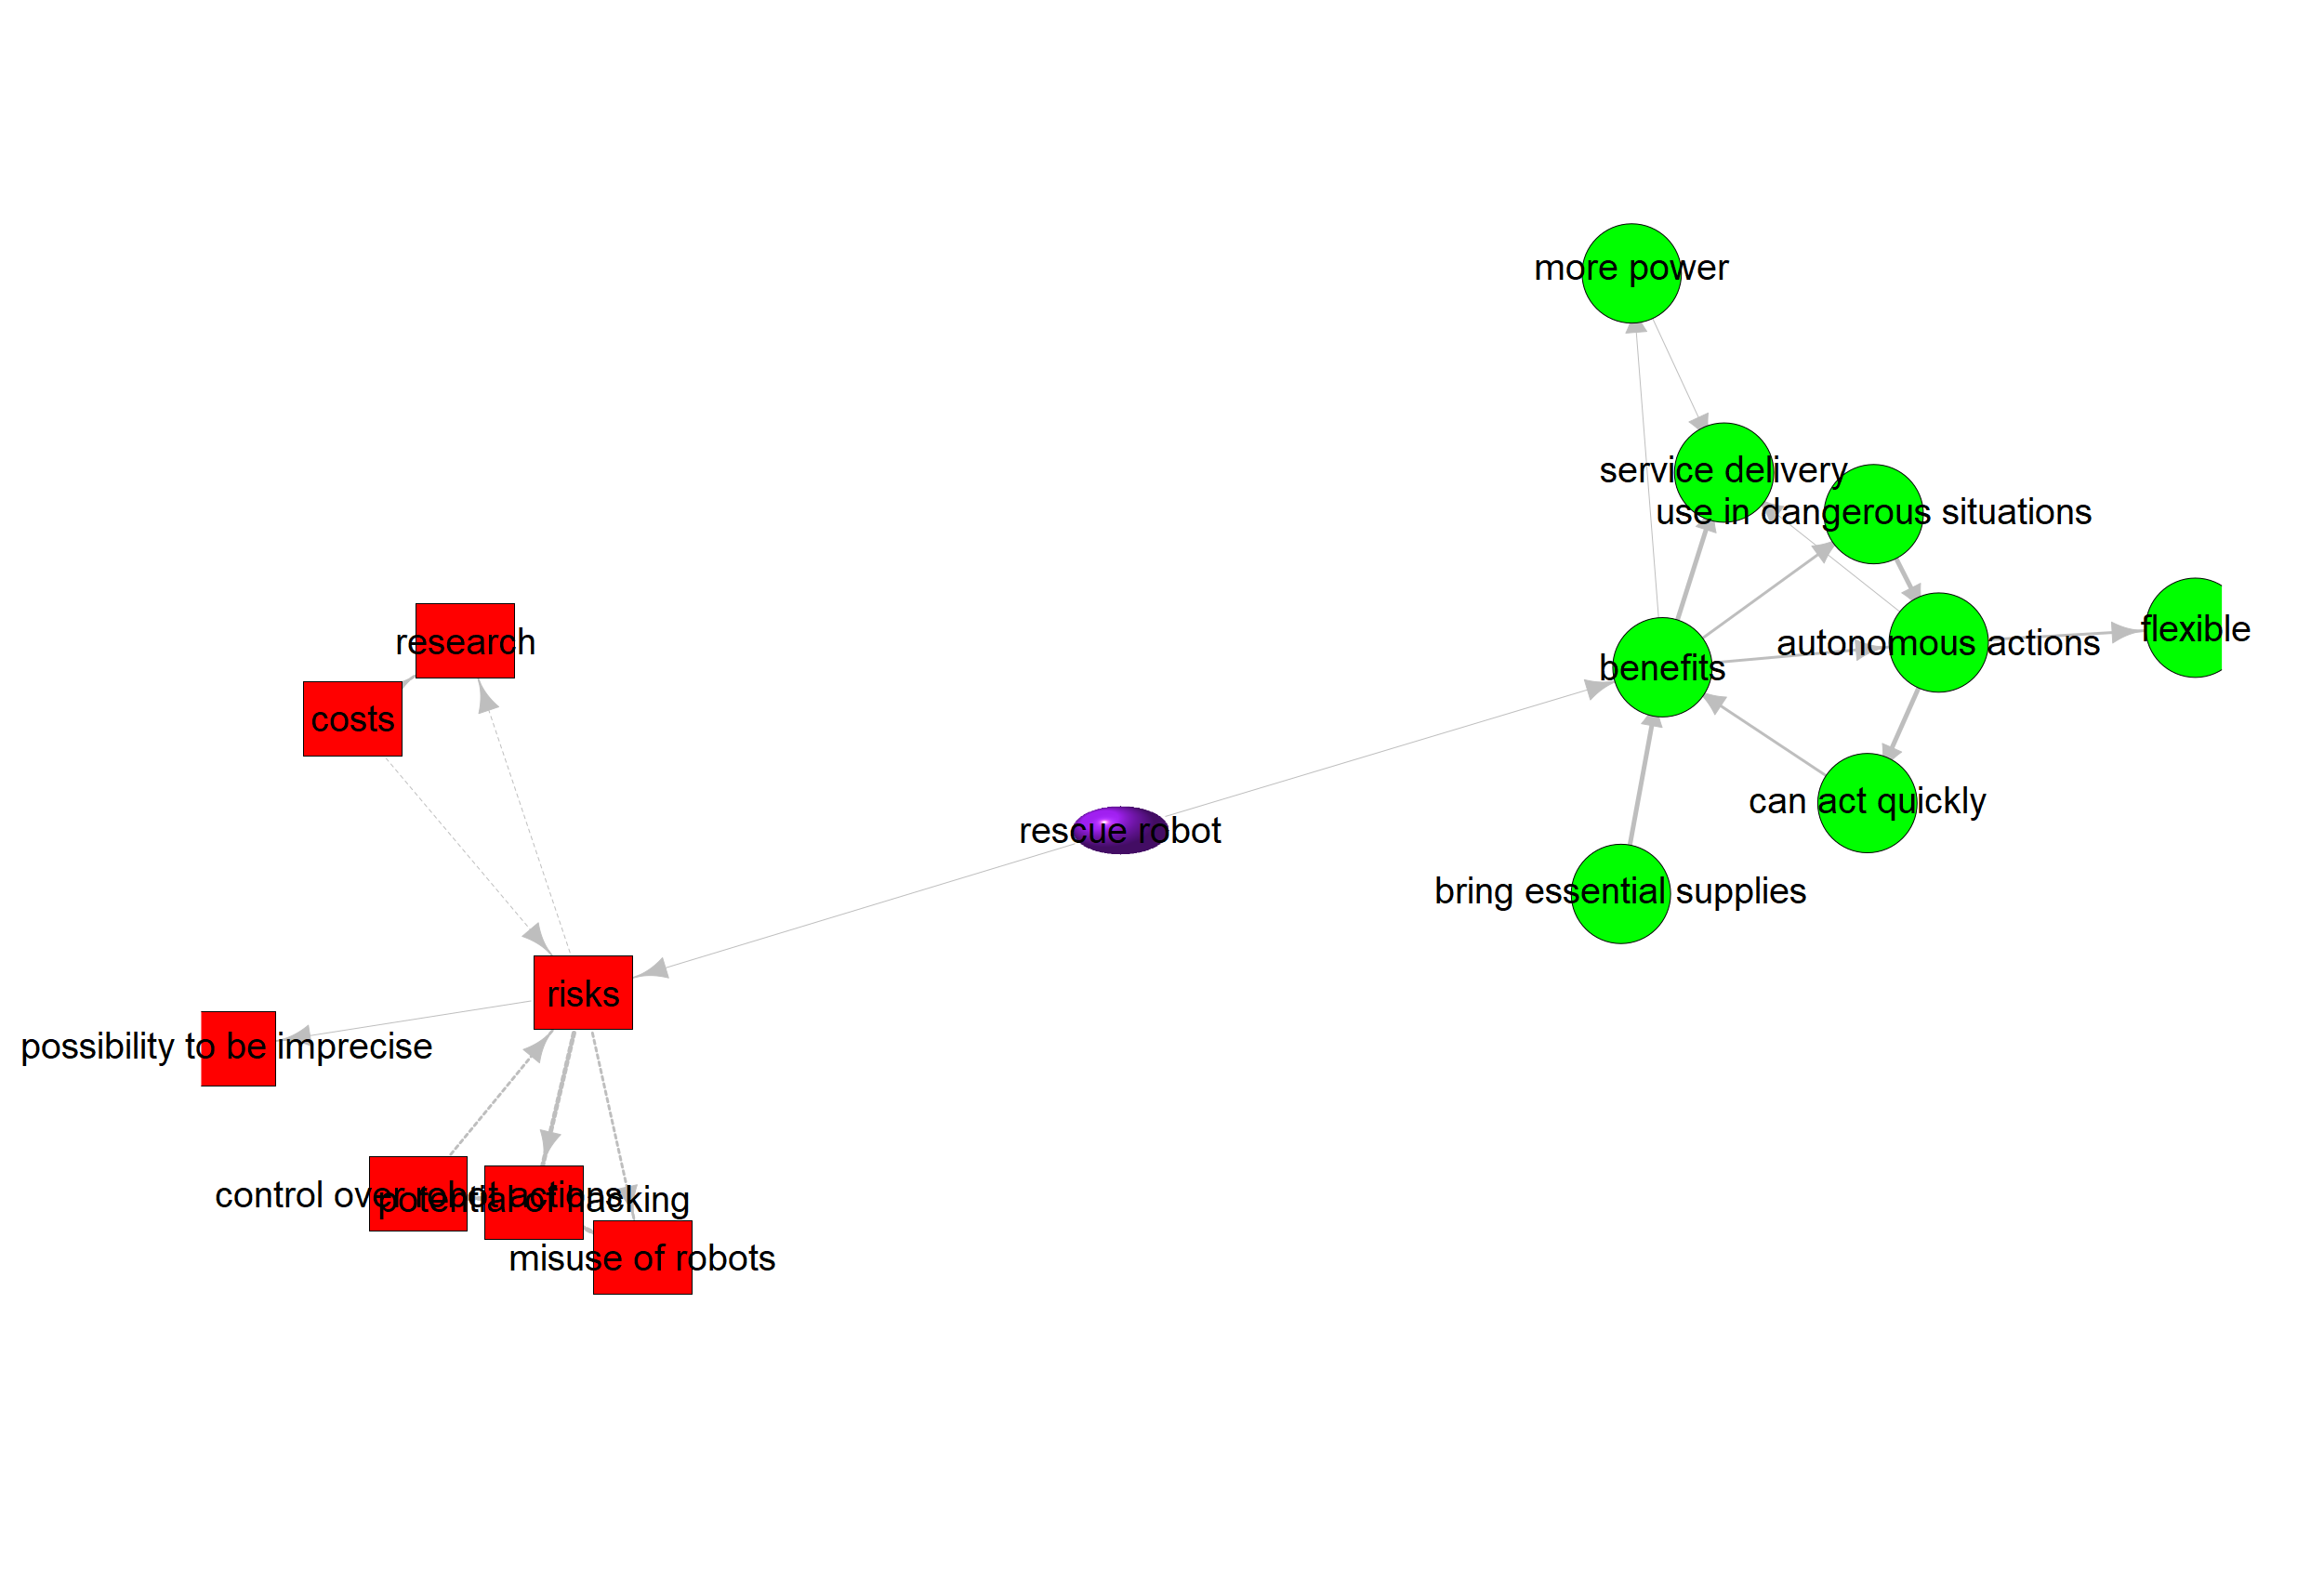 more power
service delivery
use in dangerous situations
flexible
autonomous actions
benefits
research
costs
can act quickly
rescue robot
bring essential supplies
risks
possibility to be imprecise
control over robot actions
potential of hacking
misuse of robots